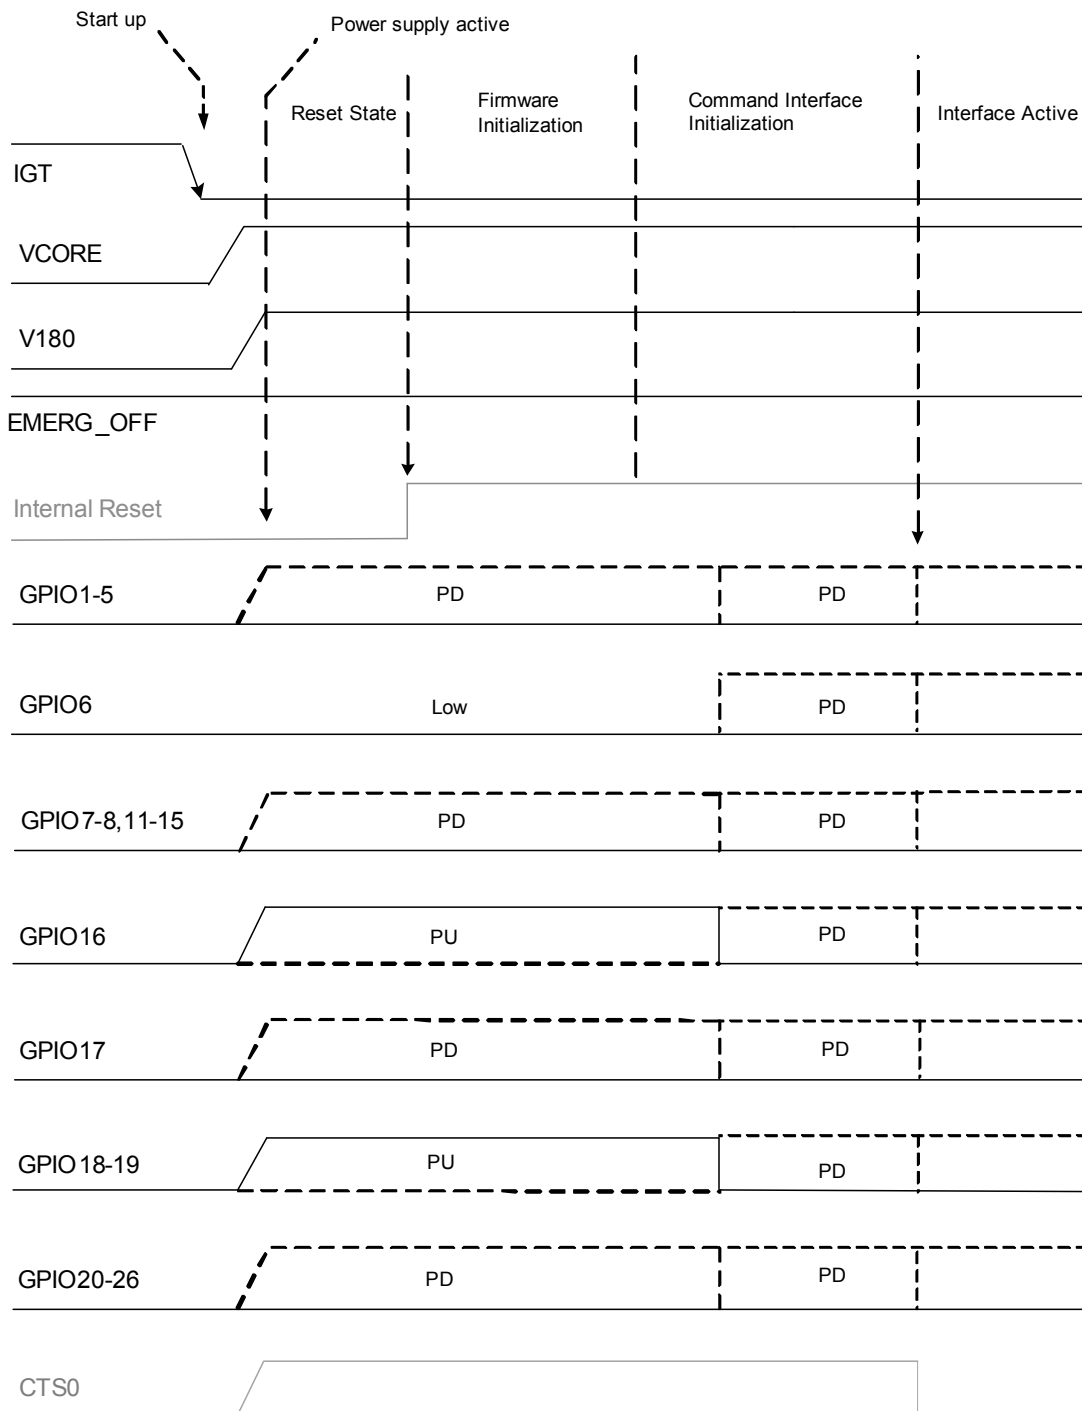 Start up
Power supply active
Reset State
Firmware
Initialization
Command Interface
Initialization
Interface Active
IGT
VCORE
V180
EMERG_OFF
Internal Reset
GPIO1-5
PD
PD
GPIO6
Low
PD
GPIO7-8,11-15
PD
PD
GPIO16
PU
PD
GPIO17
PD
PD
GPIO18-19
PU
PD
GPIO20-26
PD
PD
CTS0